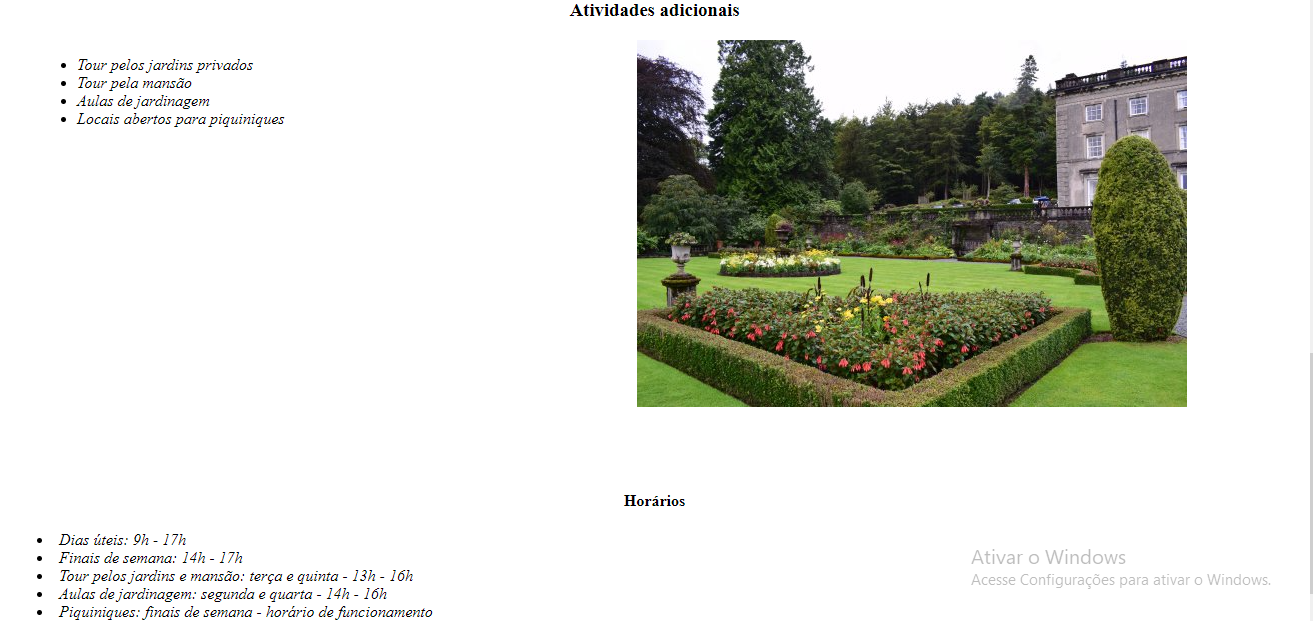 Atividades adicionais
Tour pelos jardins privados
Tour pela mansão
Aulas de jardinagem
Locais abertos para piquiniques
Horários
Dias úteis: 9h - 17h
Finais de semana: 14h - 17h
Tour pelos jardins e mansão: terça e quinta - 13h - 16h
Aulas de jardinagem: segunda e quarta - 14h - 16h
Piquiniques: finais de semana - horário de funcionamento
Ativar o Windows
Acesse Configurações para ativar o Windows.